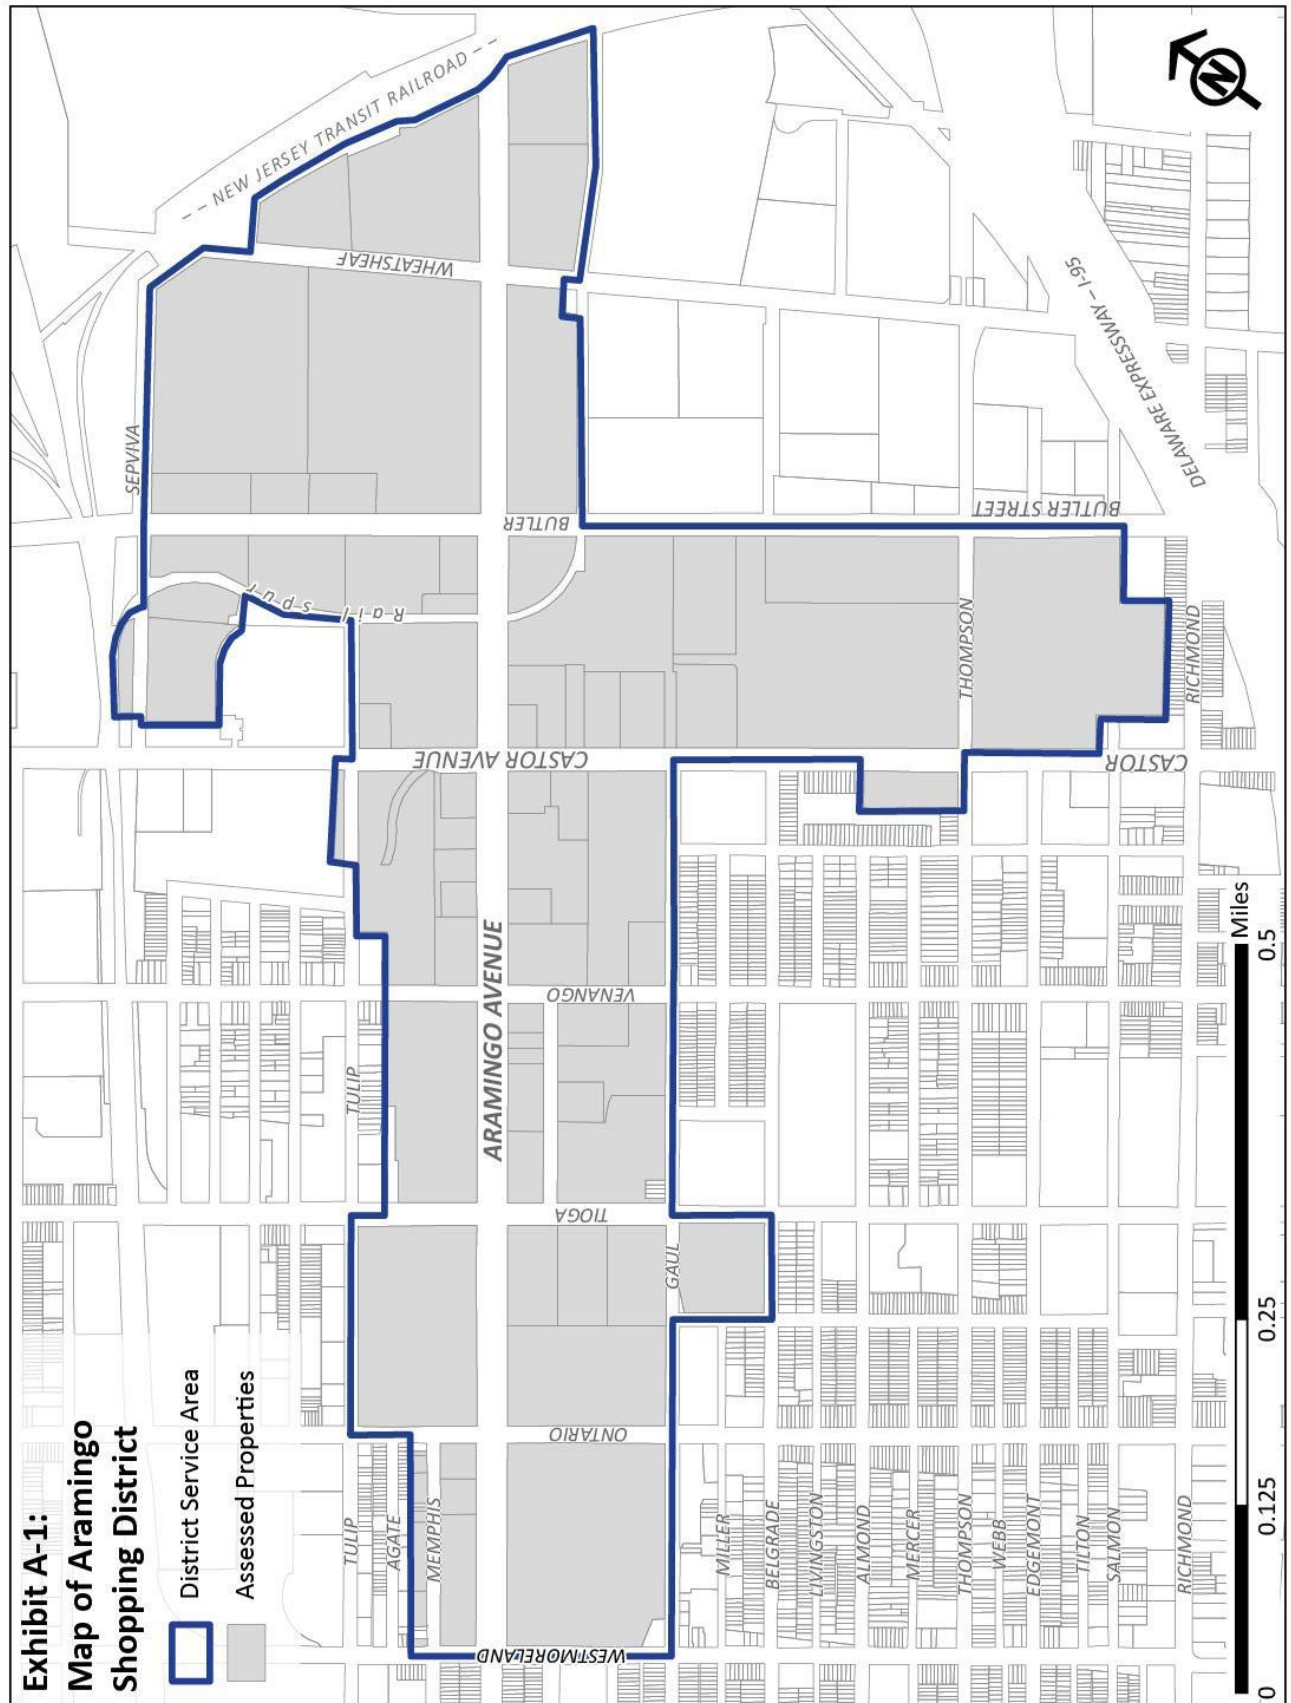 Exhibit A-1:
Map of Aramingo
Shopping District
District Service Area
Assessed Properties
-- NEW JERSEY TRANSIT RAILROAD --
N
SEPVIVA
WHEATSHEAF
BUTLER
Rail spur
BUTLER STREET
DELAWARE EXPRESSWAY – I-95
THOMPSON
RICHMOND
CASTOR AVENUE
CASTOR
ARAMINGO AVENUE
VENANGO
TULIP
TIOGA
GAUL
ONTARIO
TULIP
AGATE
MEMPHIS
WESTMORELAND
MILLER
BELGRADE
LIVINGSTON
ALMOND
MERCER
THOMPSON
WEBB
EDGEMONT
TILTON
SALMON
RICHMOND
Miles
0 0.125 0.25 0.5